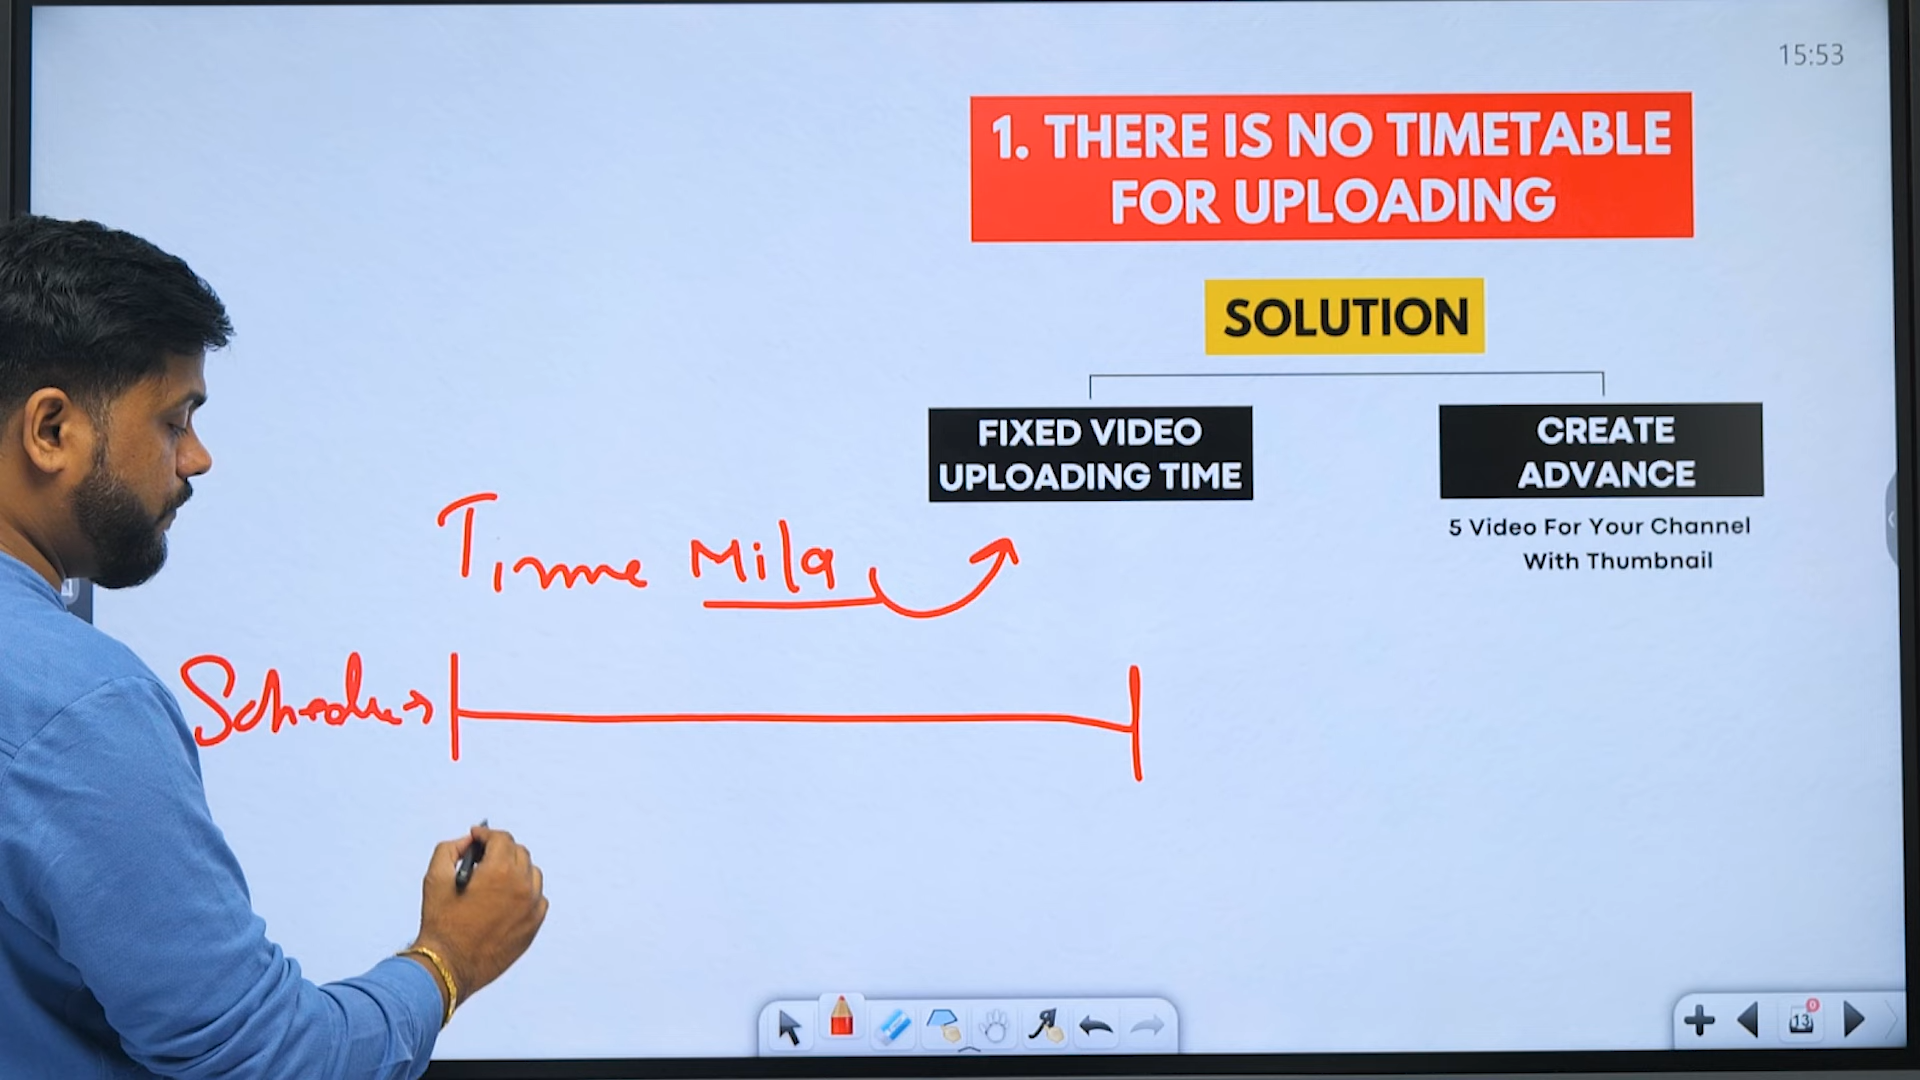 15:53
1. THERE IS NO TIMETABLE
FOR UPLOADING
SOLUTION
FIXED VIDEO
UPLOADING TIME
CREATE
ADVANCE
5 Video For Your Channel
With Thumbnail
Time Mila
13